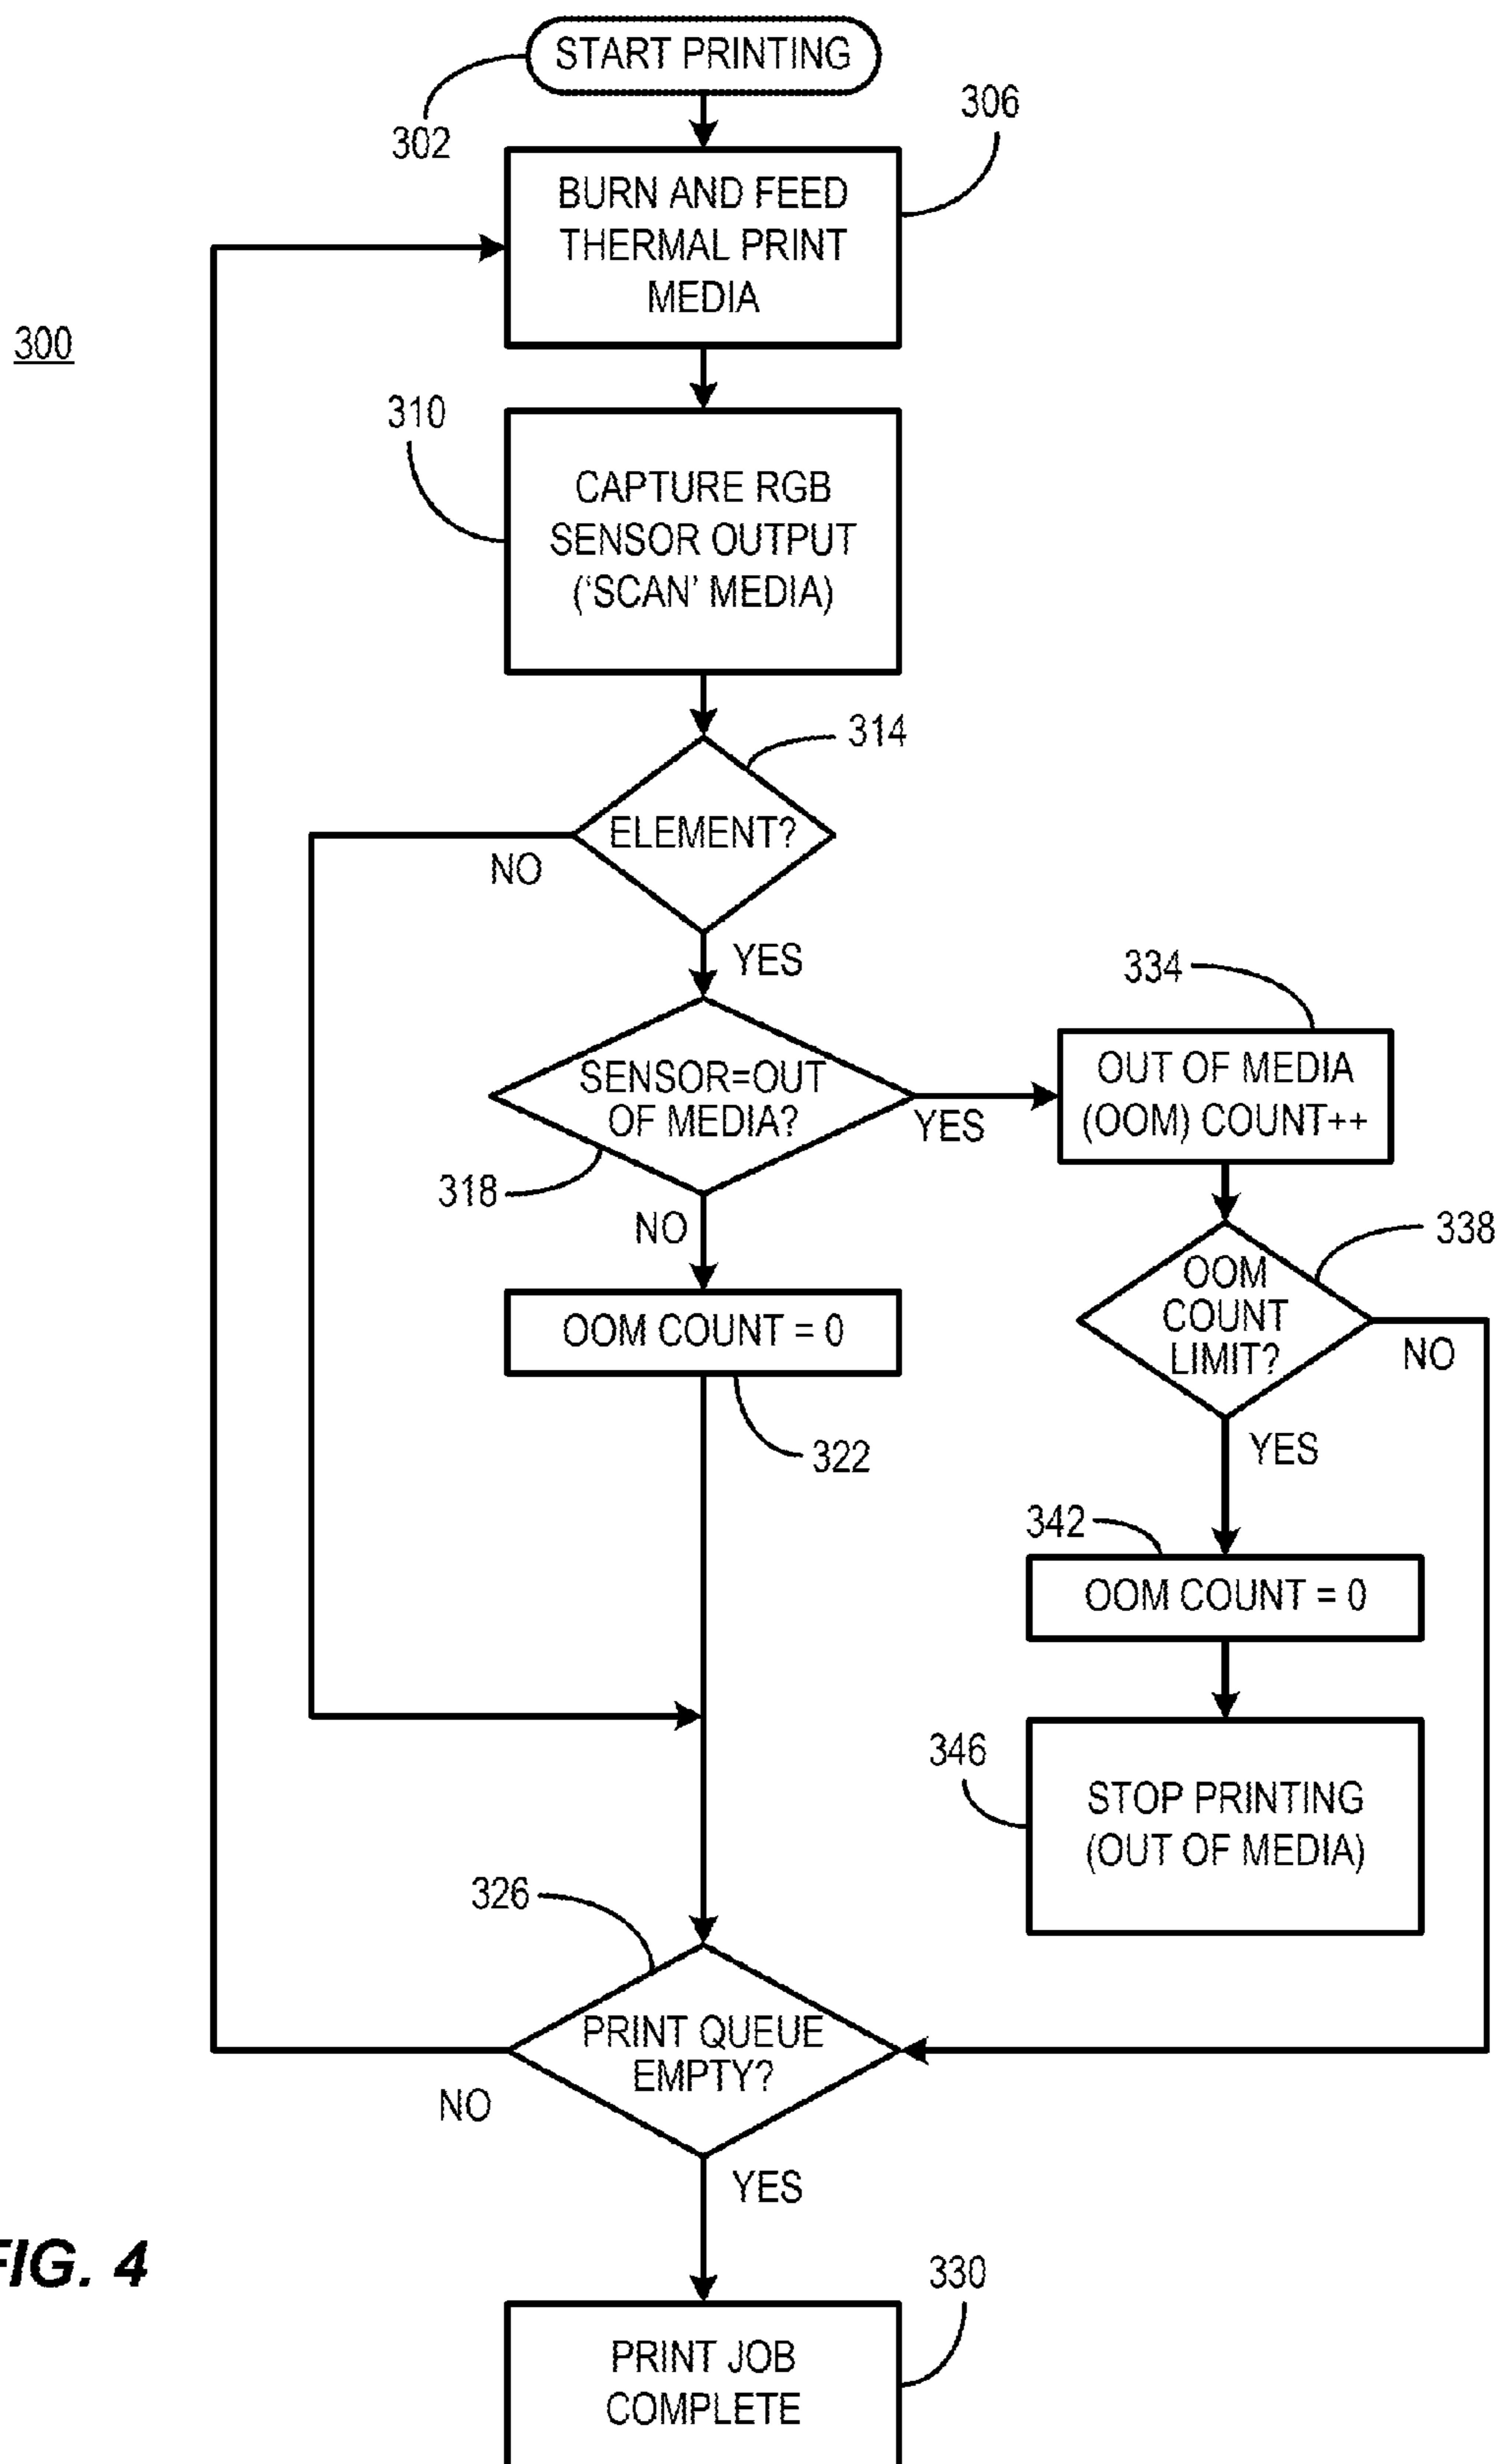 START PRINTING
302
306
BURN AND FEED
THERMAL PRINT
MEDIA
300
310
CAPTURE RGB
SENSOR OUTPUT
('SCAN' MEDIA)
314
ELEMENT?
NO
YES
334
SENSOR=OUT
OF MEDIA?
YES
OUT OF MEDIA
(OOM) COUNT++
318
NO
338
OOM
COUNT
LIMIT?
NO
OOM COUNT = 0
322
YES
342
OOM COUNT = 0
346
STOP PRINTING
(OUT OF MEDIA)
326
PRINT QUEUE
EMPTY?
NO
YES
FIG. 4
330
PRINT JOB
COMPLETE